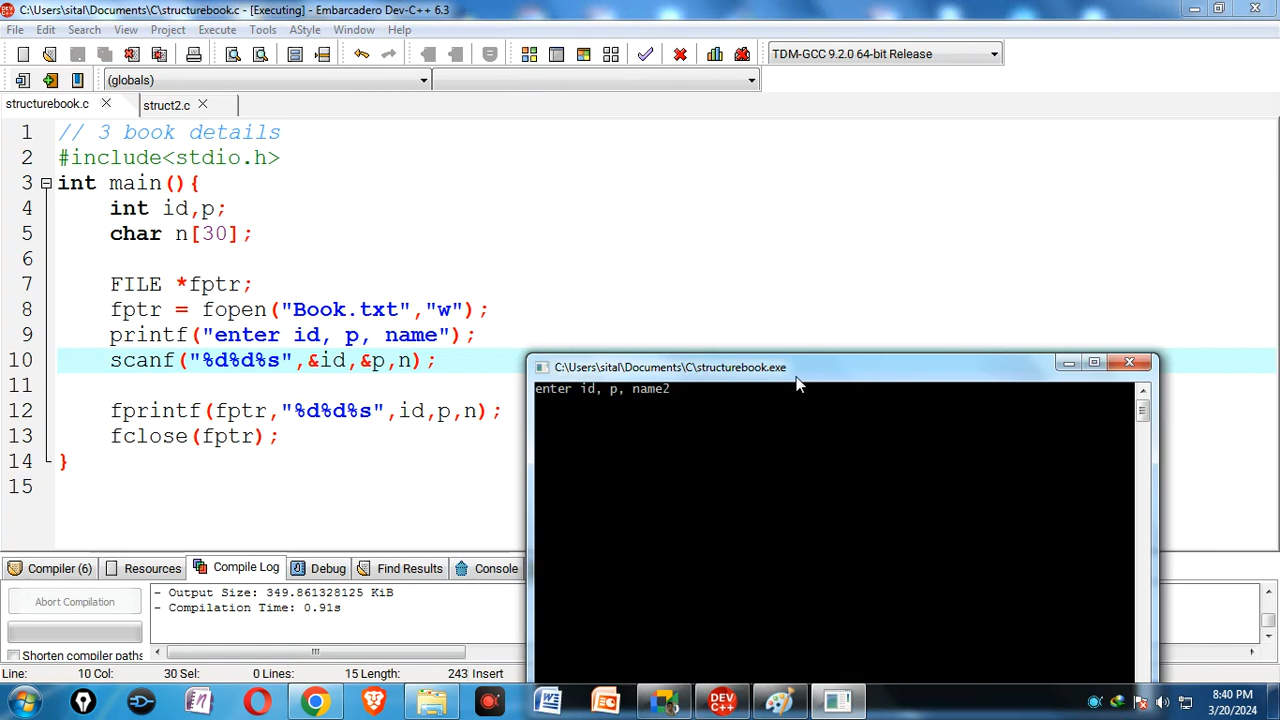 C:\Users\sital\Documents\C\structurebook.c - [Executing] - Embarcadero Dev-C++ 6.3
File Edit Search View Project Execute Tools AStyle Window Help
TDM-GCC 9.2.0 64-bit Release
(globals)
structurebook.c struct2.c
1 // 3 book details
2 #include<stdio.h>
3 int main(){
4 int id,p;
5 char n[30];
6
7 FILE *fptr;
8 fptr = fopen("Book.txt","w");
9 printf("enter id, p, name");
10 scanf("%d%d%s",&id,&p,n);
11
12 fprintf(fptr,"%d%d%s",id,p,n);
13 fclose(fptr);
14 }
15
C:\Users\sital\Documents\C\structurebook.exe
enter id, p, name2
Compiler (6) Resources Compile Log Debug Find Results Console
Abort Compilation
- Output Size: 349.861328125 KiB
- Compilation Time: 0.91s
Shorten compiler paths
Line: 10 Col: 30 Sel: 0 Lines: 15 Length: 243 Insert
DEV C++
8:40 PM
3/20/2024